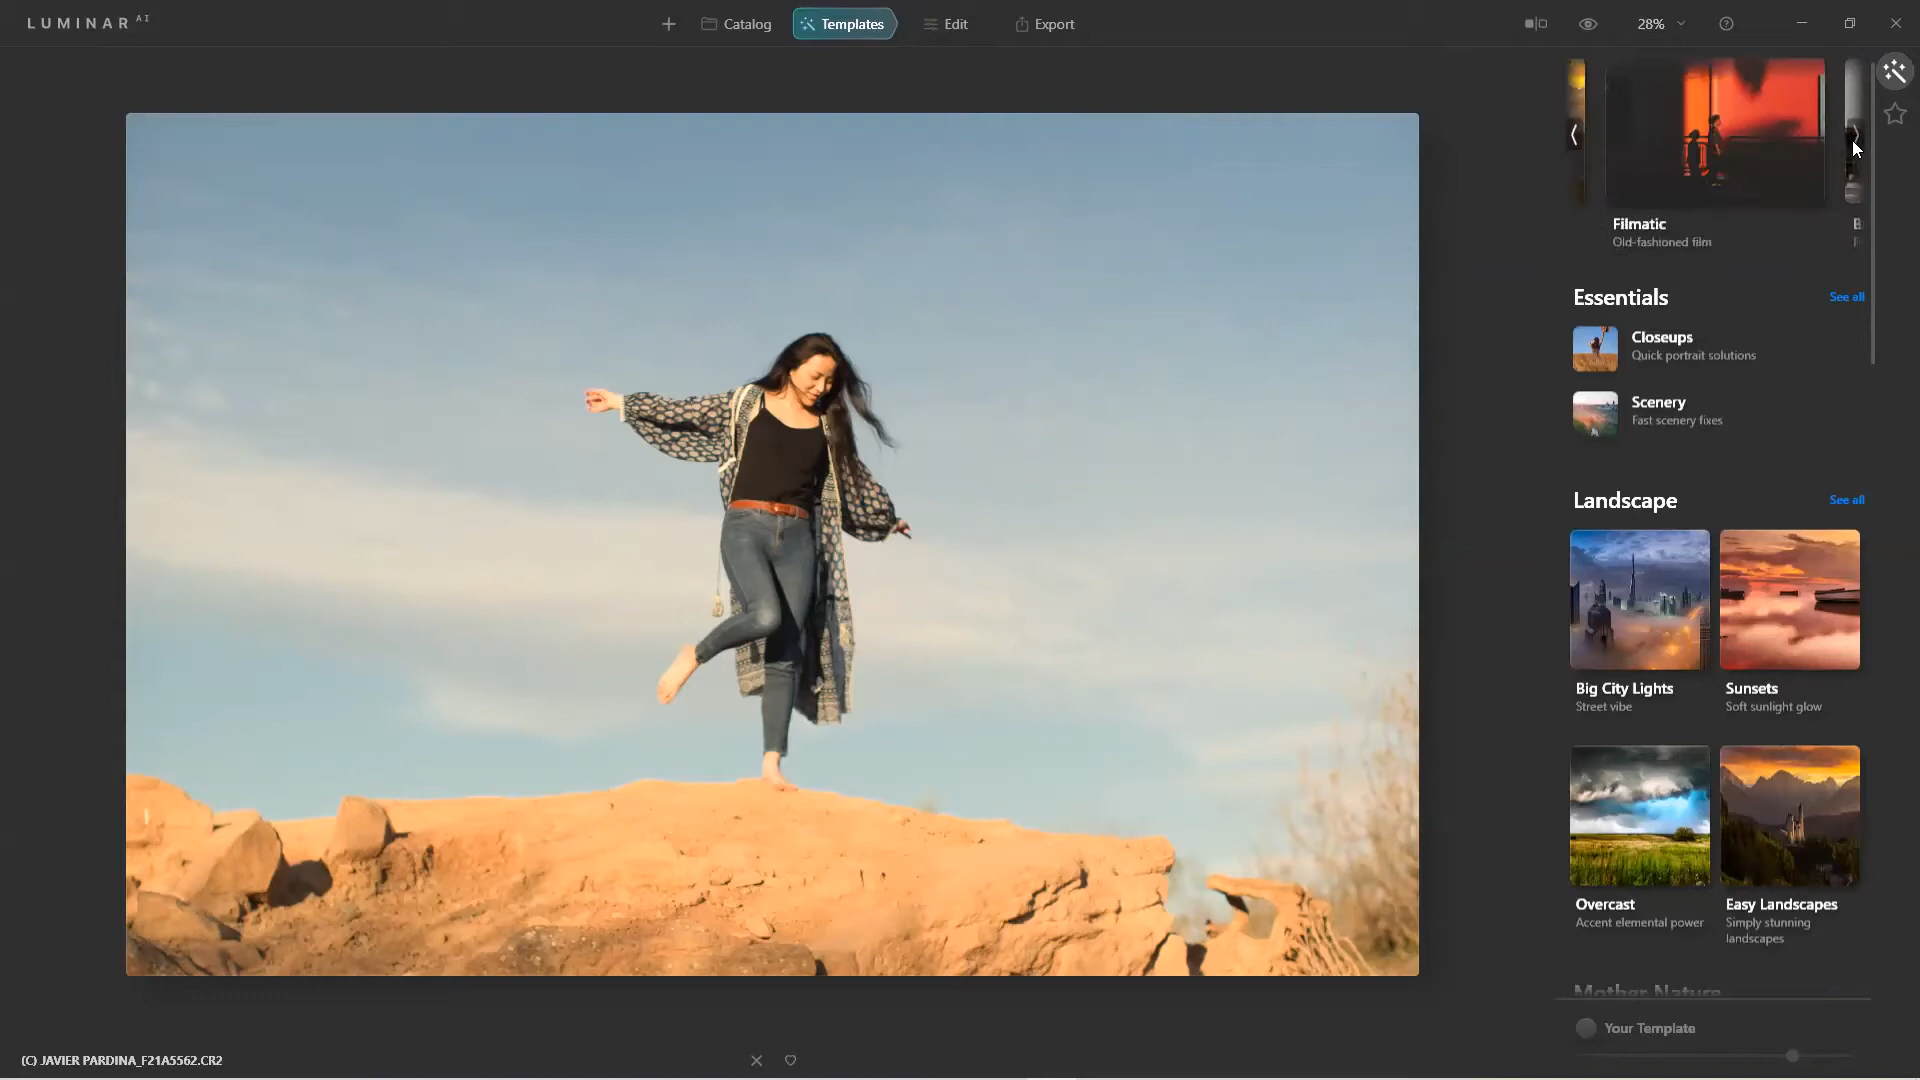 LUMINAR AI
Catalog
Templates
Edit
Export
28%
Filmatic
Old-fashioned film
Essentials
See all
Closeups
Quick portrait solutions
Scenery
Fast scenery fixes
Landscape
See all
Big City Lights
Street vibe
Sunsets
Soft sunlight glow
Overcast
Accent elemental power
Easy Landscapes
Simply stunning
landscapes
Mother Nature
Your Template
(C) JAVIER PARDINA_F21A5562.CR2